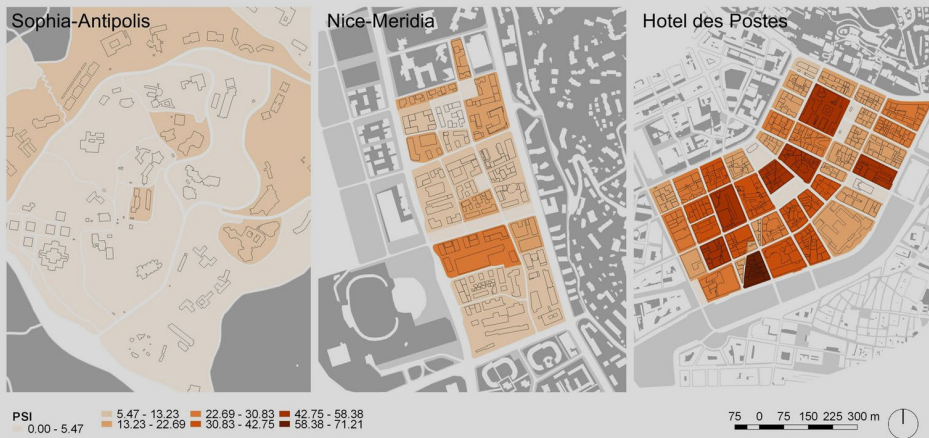 Sophia-Antipolis
Nice-Meridia
Hotel des Postes
PSI
0.00 - 5.47
5.47 - 13.23
13.23 - 22.69
22.69 - 30.83
30.83 - 42.75
42.75 - 58.38
58.38 - 71.21
75 0 75 150 225 300 m